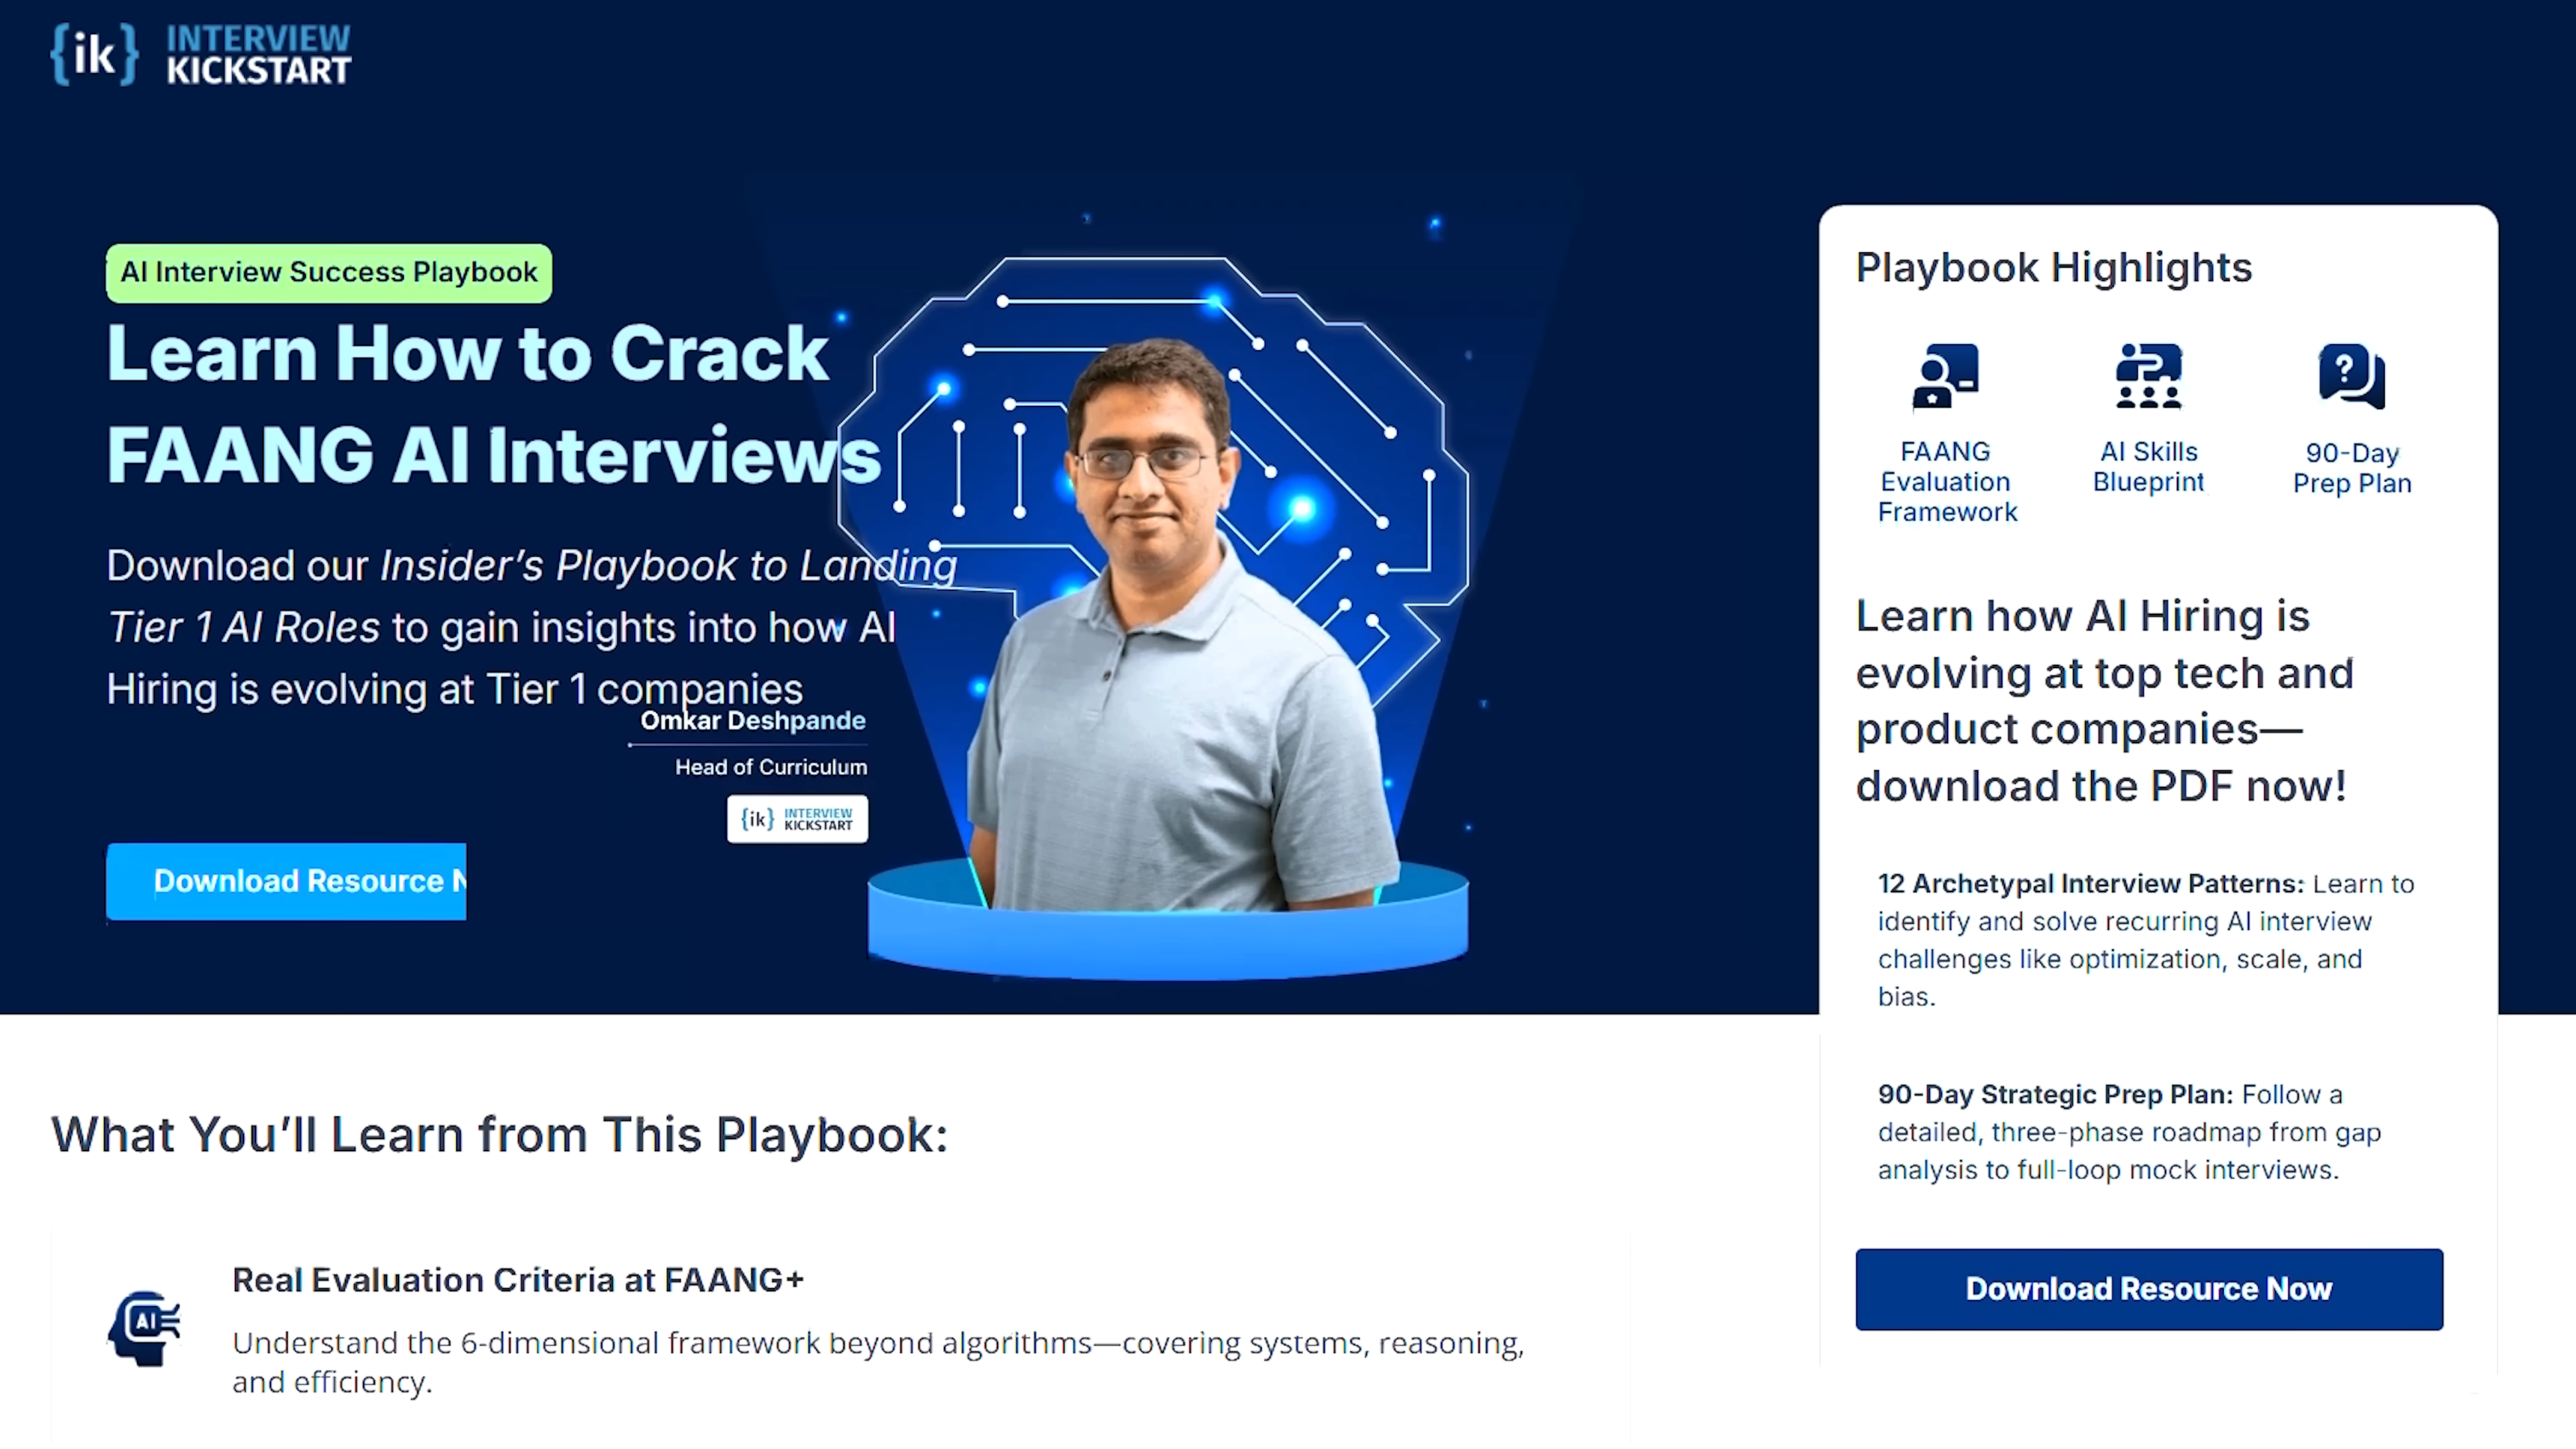 {ik} INTERVIEW
KICKSTART
AI Interview Success Playbook
Learn How to Crack
FAANG AI Interviews
Download our Insider’s Playbook to Landing
Tier 1 AI Roles to gain insights into how AI
Hiring is evolving at Tier 1 companies
Omkar Deshpande
Head of Curriculum
{ik} INTERVIEW
KICKSTART
Download Resource N
Playbook Highlights
FAANG
Evaluation
Framework
AI Skills
Blueprint
90-Day
Prep Plan
Learn how AI Hiring is
evolving at top tech and
product companies—
download the PDF now!
12 Archetypal Interview Patterns: Learn to
identify and solve recurring AI interview
challenges like optimization, scale, and
bias.
90-Day Strategic Prep Plan: Follow a
detailed, three-phase roadmap from gap
analysis to full-loop mock interviews.
Download Resource Now
What You’ll Learn from This Playbook:
AI
Real Evaluation Criteria at FAANG+
Understand the 6-dimensional framework beyond algorithms—covering systems, reasoning,
and efficiency.